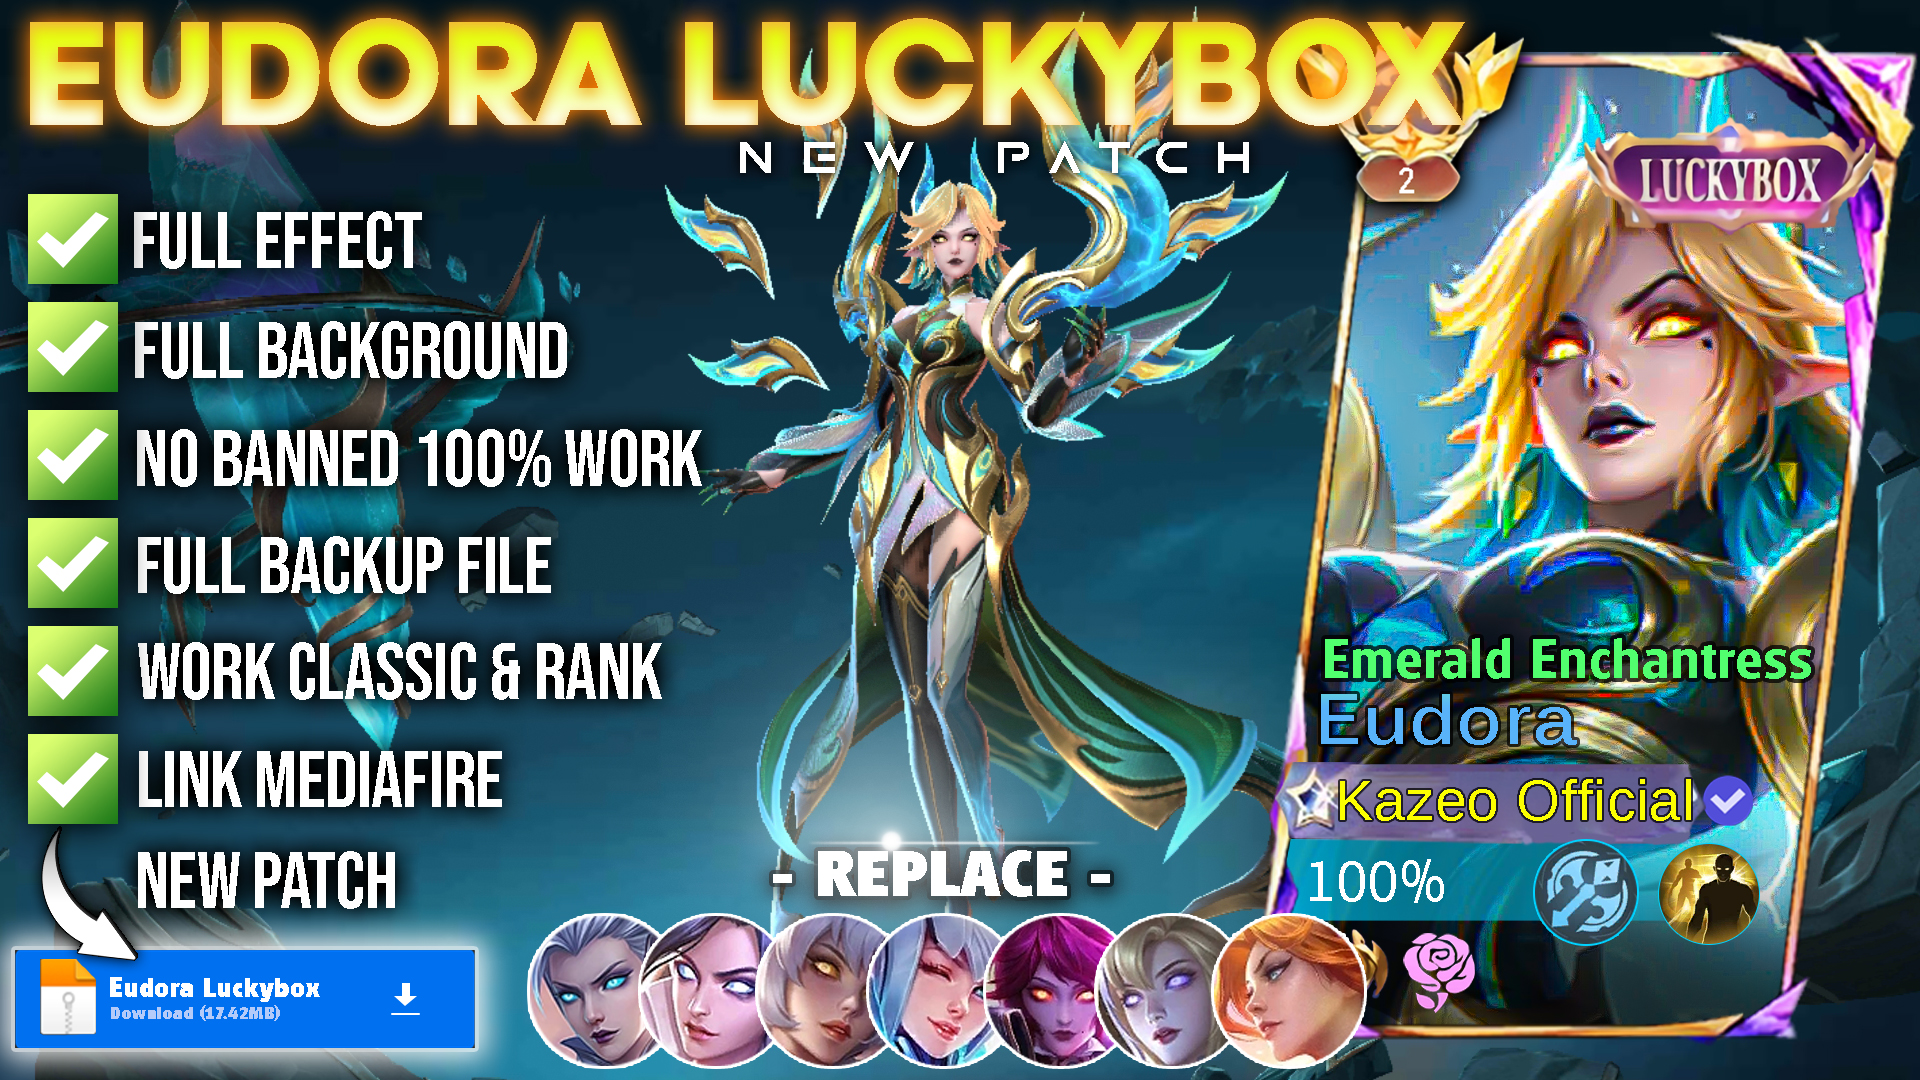 EUDORA LUCKYBOX
NEW PATCH
FULL EFFECT
FULL BACKGROUND
NO BANNED 100% WORK
FULL BACKUP FILE
WORK CLASSIC & RANK
LINK MEDIAFIRE
NEW PATCH
Eudora Luckybox
Download (17.42MB)
- REPLACE -
2
LUCKYBOX
Emerald Enchantress
Eudora
Kazeo Official
100%